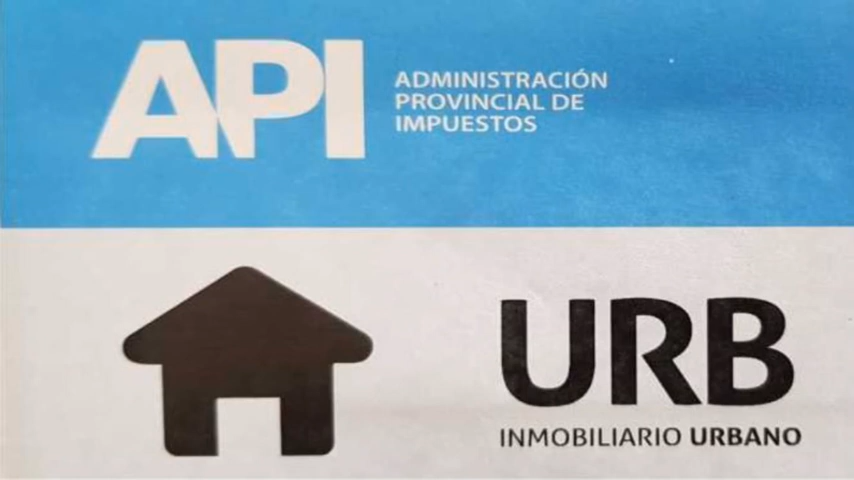 API
ADMINISTRACIÓN
PROVINCIAL DE
IMPUESTOS
URB
INMOBILIARIO URBANO